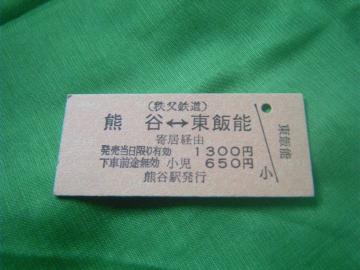 (秩父鉄道)
熊谷↔東飯能
寄居経由
発売当日限り有効 1300円
下車前途無効 小児 650円
熊谷駅発行
東飯能
小